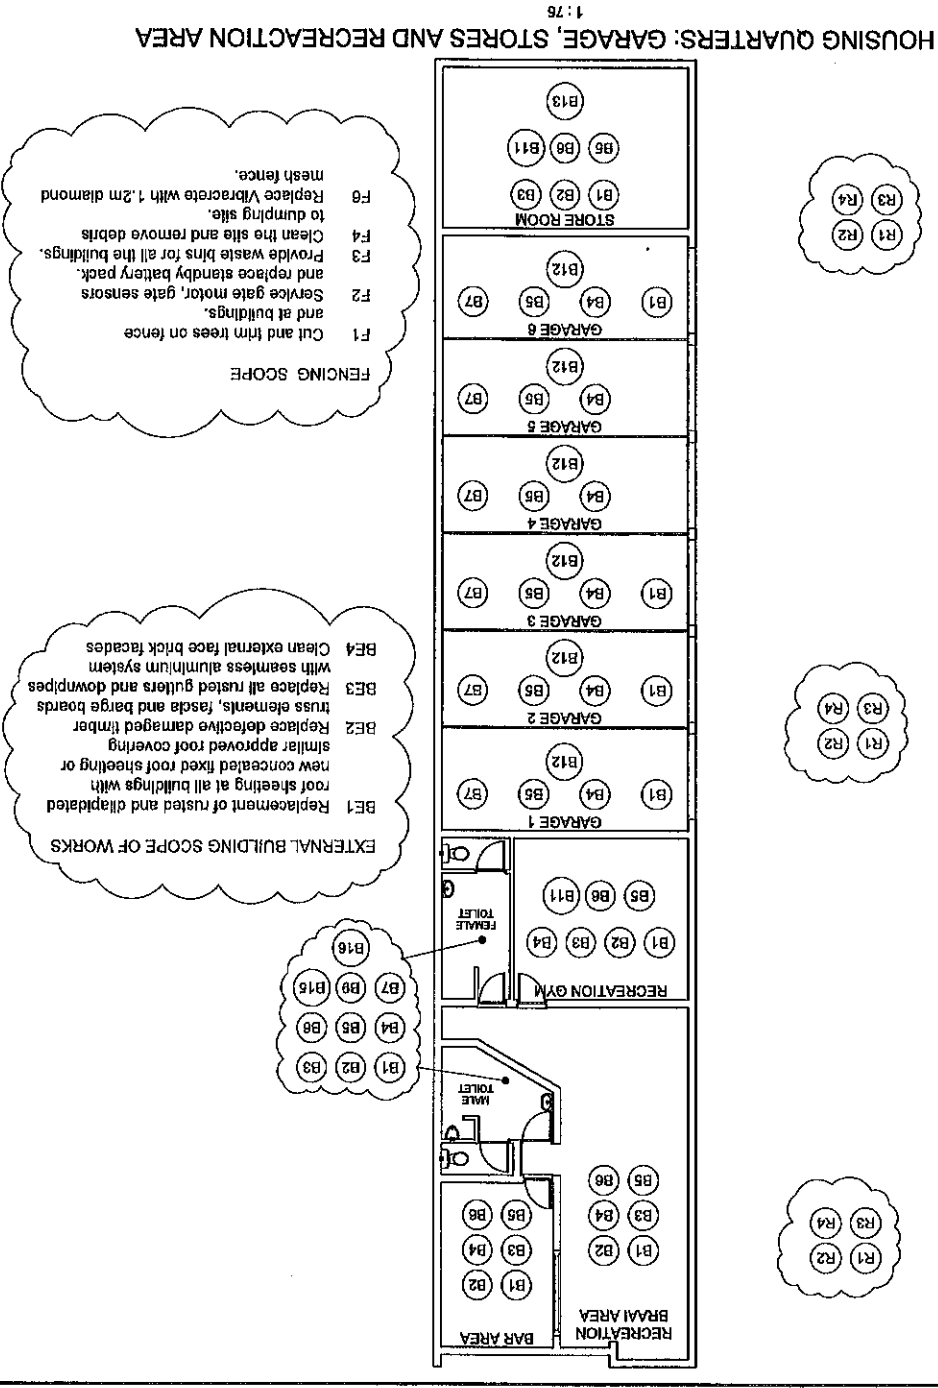 RECREATION
BRAAI AREA
B1 B2
B3 B4
B5 B6
BAR AREA
B1 B2
B3 B4
B5 B6
R1 R2
R3 R4
MALE
TOILET
B1 B2 B3
B4 B5 B6
B7 B9 B15
B16
RECREATION GYM
B1 B2 B3 B4
B5 B6 B11
FEMALE
TOILET
EXTERNAL BUILDING SCOPE OF WORKS
BE1 Replacement of rusted and dilapidated
roof sheeting at all buildings with
new concealed fixed roof sheeting or
similar approved roof covering
BE2 Replace defective damaged timber
truss elements, fascia and barge boards
BE3 Replace all rusted gutters and downpipes
with seamless aluminium system
BE4 Clean external face brick facades
GARAGE 1
B1 B4 B5 B7
B12
R1 R2
R3 R4
GARAGE 2
B1 B4 B5 B7
B12
GARAGE 3
B1 B4 B5 B7
B12
GARAGE 4
B4 B5 B7
B12
GARAGE 5
B4 B5 B7
B12
GARAGE 6
B1 B4 B5 B7
B12
FENCING SCOPE
F1 Cut and trim trees on fence
and at buildings.
F2 Service gate motor, gate sensors
and replace standby battery pack.
F3 Provide waste bins for all the buildings.
F4 Clean the site and remove debris
to dumping site.
F6 Replace Vibracrete with 1.2m diamond
mesh fence.
R1 R2
R3 R4
STORE ROOM
B1 B2 B3
B5 B6 B11
B13
HOUSING QUARTERS: GARAGE, STORES AND RECREACTION AREA
1 : 75